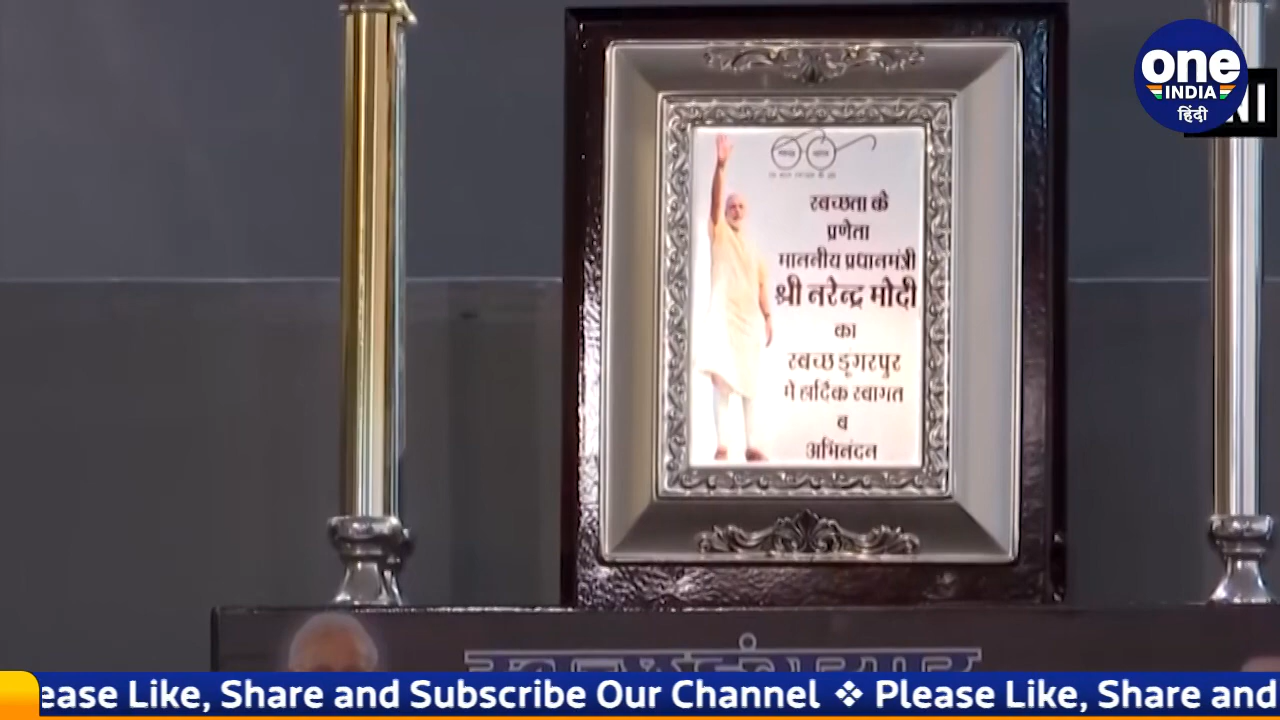 one
INDIA
हिंदी
स्वच्छता के
प्रणेता
माननीय प्रधानमंत्री
श्री नरेन्द्र मोदी
का
स्वच्छ डूंगरपुर
में हार्दिक स्वागत
व
अभिनंदन
ease Like, Share and Subscribe Our Channel ❖ Please Like, Share and